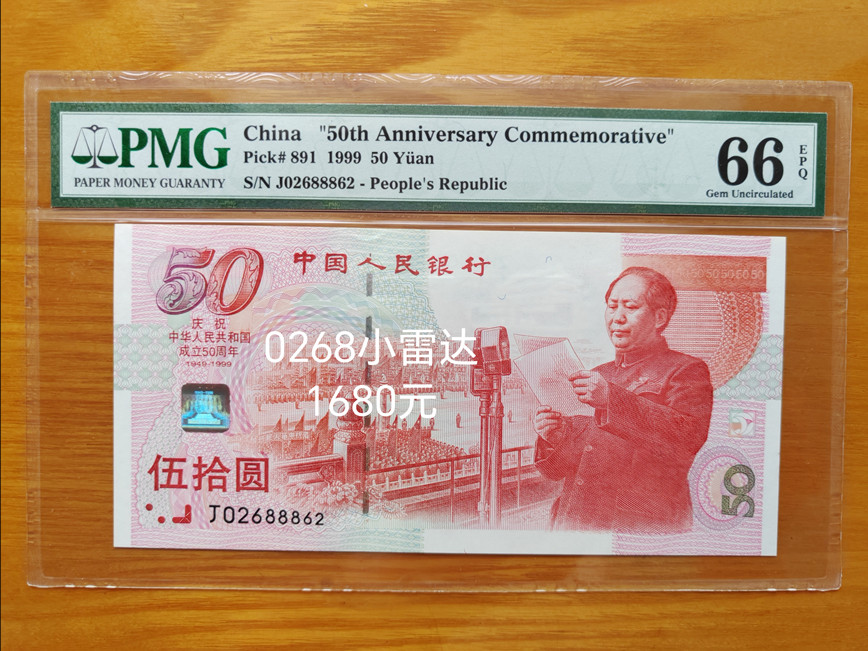 PMG
PAPER MONEY GUARANTY
China "50th Anniversary Commemorative"
Pick# 891 1999 50 Yüan
S/N J02688862 - People's Republic
66
EPQ
Gem Uncirculated
50
中国人民银行
庆祝
中华人民共和国
成立50周年
1949-1999
0268小雷达
1680元
伍拾圆
J02688862
50